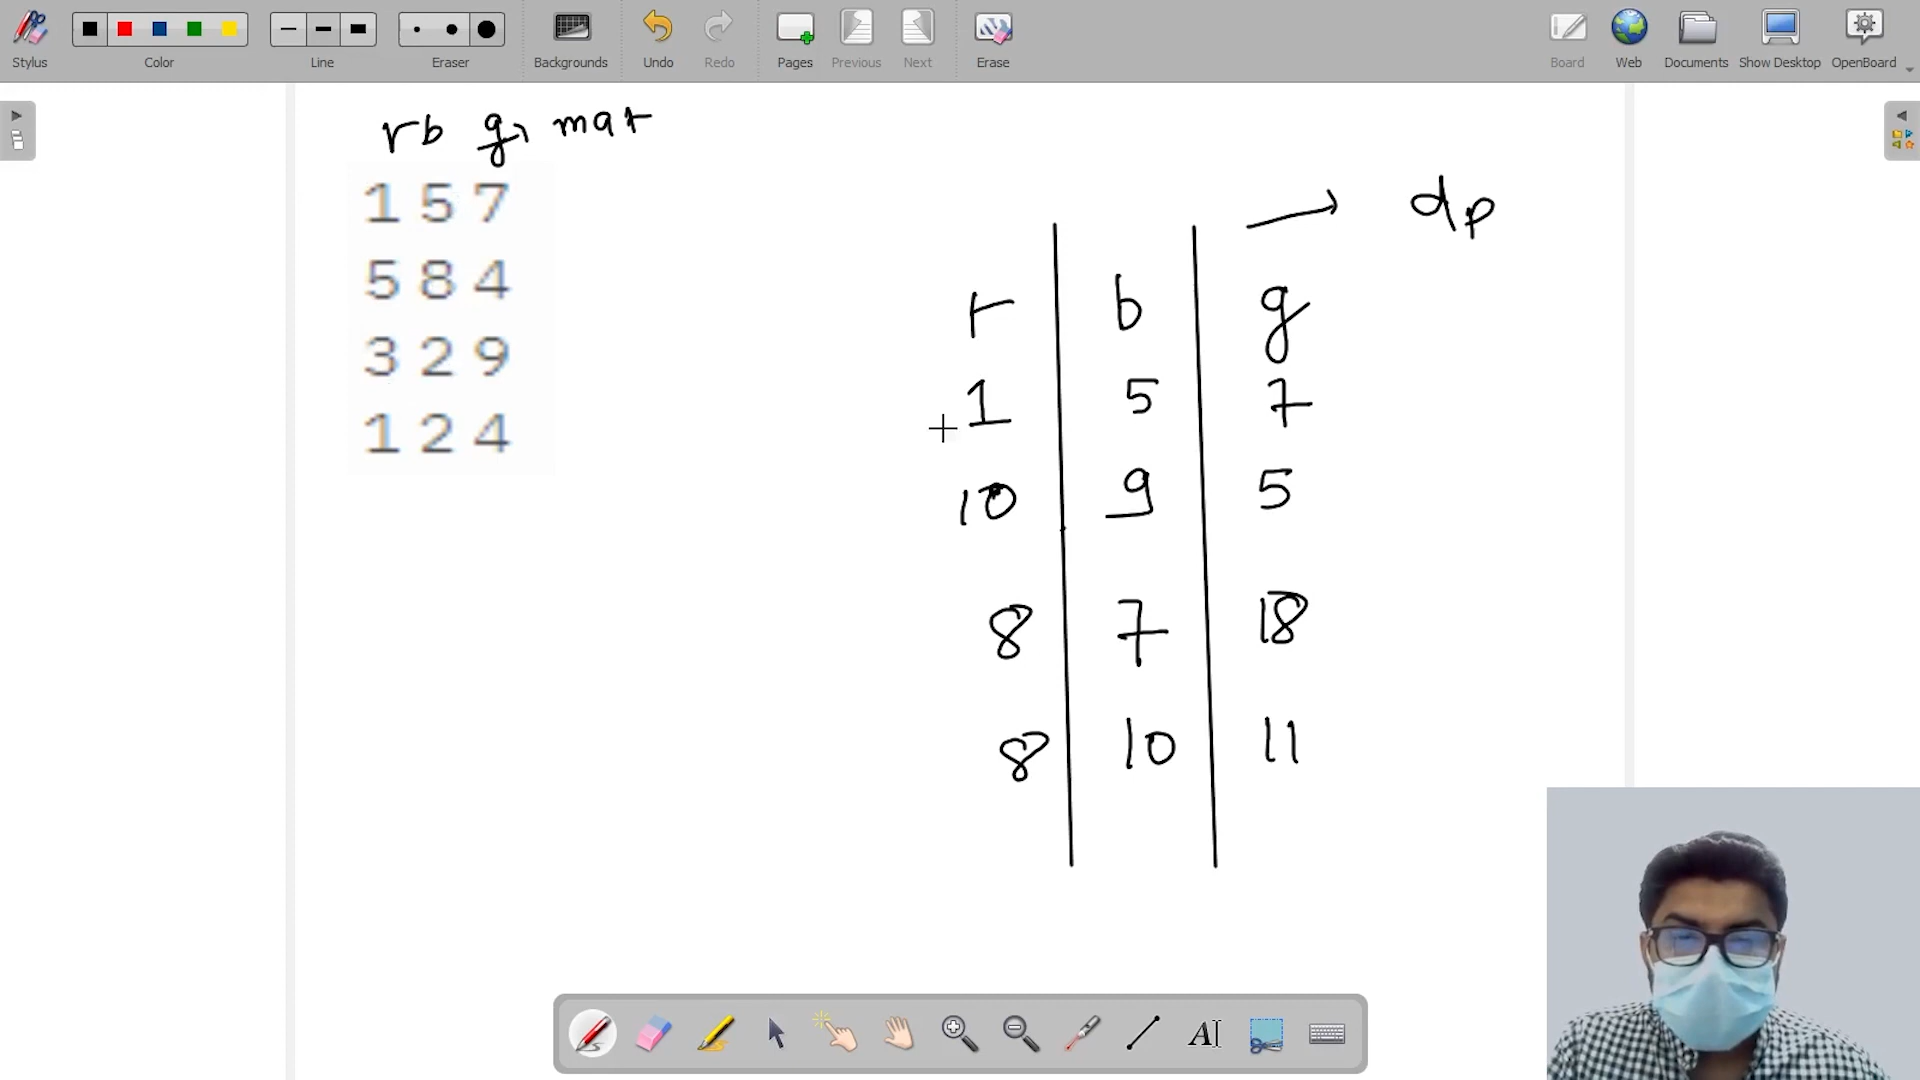 Stylus
Color
Line
Eraser
Backgrounds
Undo
Redo
Pages
Previous
Next
Erase
Board
Web
Documents
Show Desktop
OpenBoard
r b g, mat
1 5 7
5 8 4
3 2 9
1 2 4
dp
r b g
1 5 7
10 9 5
8 7 18
8 10 11